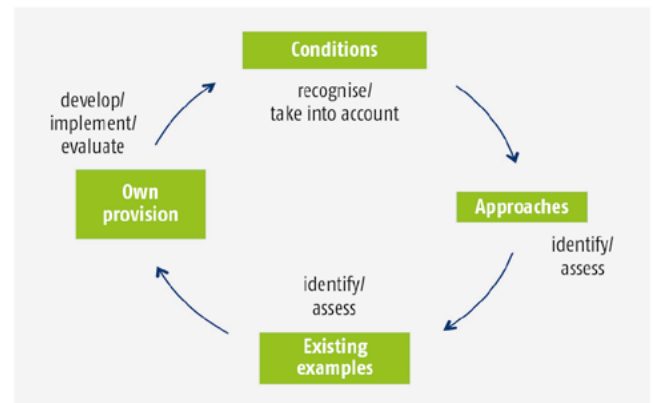 Conditions
recognise/
take into account
Approaches
identify/
assess
Existing
examples
identify/
assess
Own
provision
develop/
implement/
evaluate